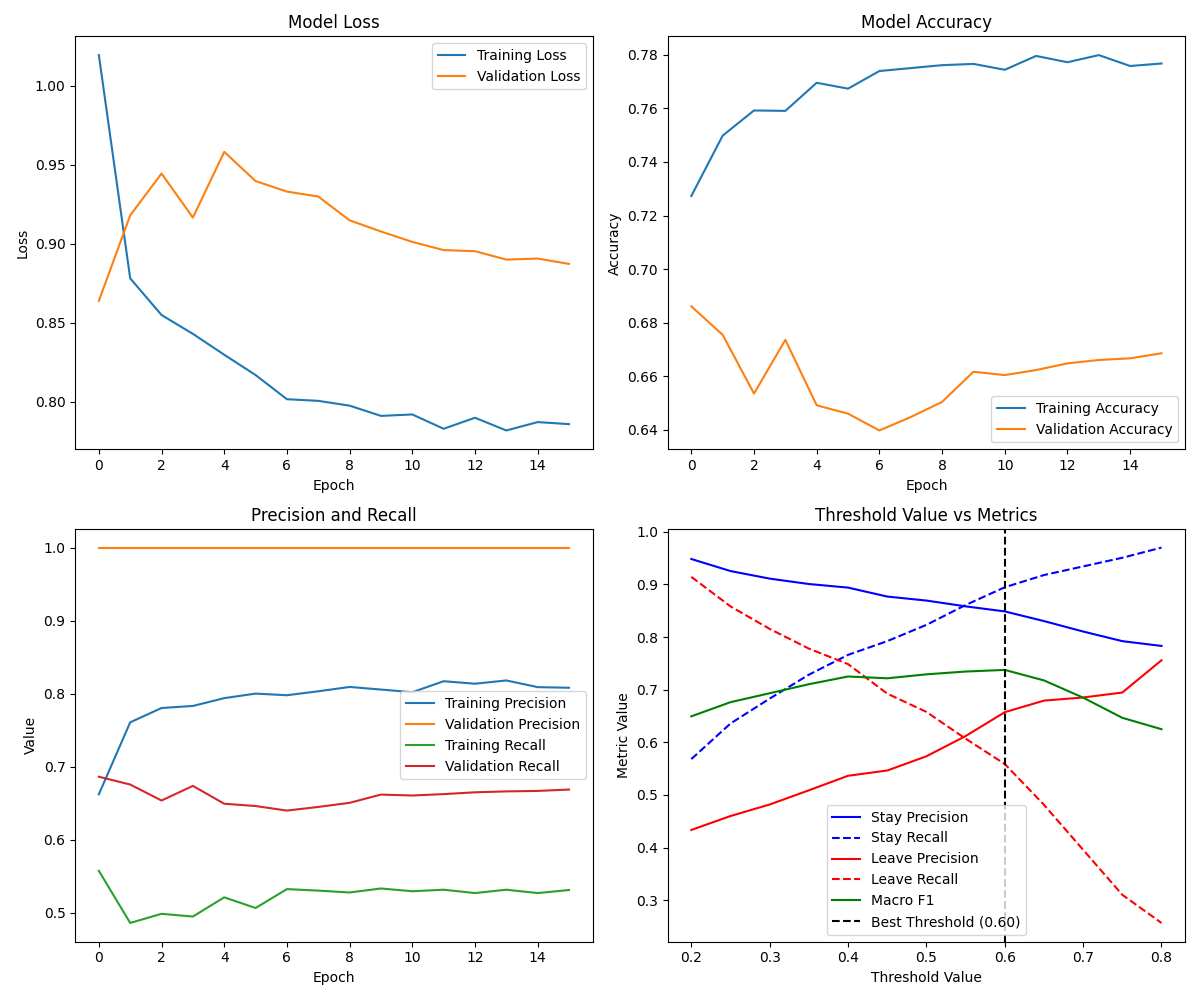 Model Loss
Training Loss
Validation Loss
1.00
0.95
0.90
0.85
0.80
Loss
0 2 4 6 8 10 12 14
Epoch
Model Accuracy
0.78
0.76
0.74
0.72
0.70
0.68
0.66
0.64
Accuracy
Training Accuracy
Validation Accuracy
0 2 4 6 8 10 12 14
Epoch
Precision and Recall
1.0
0.9
0.8
0.7
0.6
0.5
Value
Training Precision
Validation Precision
Training Recall
Validation Recall
0 2 4 6 8 10 12 14
Epoch
Threshold Value vs Metrics
1.0
0.9
0.8
0.7
0.6
0.5
0.4
0.3
Metric Value
Stay Precision
Stay Recall
Leave Precision
Leave Recall
Macro F1
Best Threshold (0.60)
0.2 0.3 0.4 0.5 0.6 0.7 0.8
Threshold Value